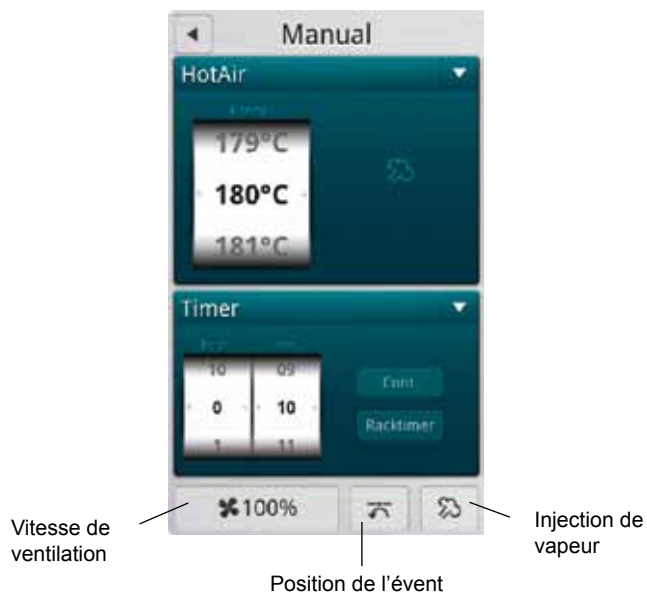 Manual
HotAir
179°C
180°C
181°C
Timer
10 09
0 10
1 11
Cont
Racktimer
100%
Vitesse de
ventilation
Position de l’évent
Injection de
vapeur